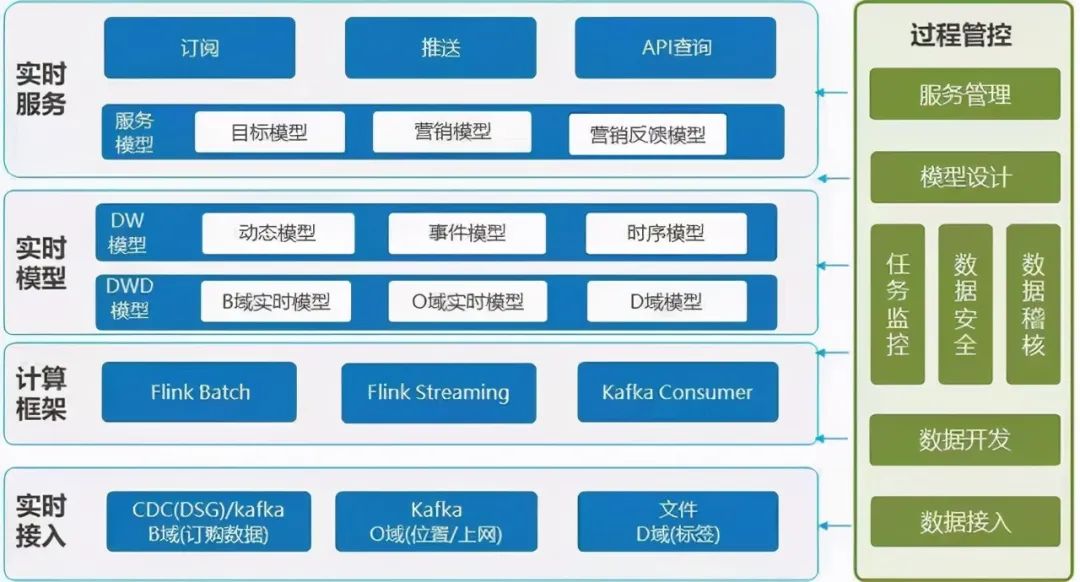 实时
服务
订阅
推送
API查询
服务
模型
目标模型
营销模型
营销反馈模型
实时
模型
DW
模型
动态模型
事件模型
时序模型
DWD
模型
B域实时模型
O域实时模型
D域模型
计算
框架
Flink Batch
Flink Streaming
Kafka Consumer
实时
接入
CDC(DSG)/kafka
B域(订购数据)
Kafka
O域(位置/上网)
文件
D域(标签)
过程管控
服务管理
模型设计
任务监控
数据安全
数据稽核
数据开发
数据接入